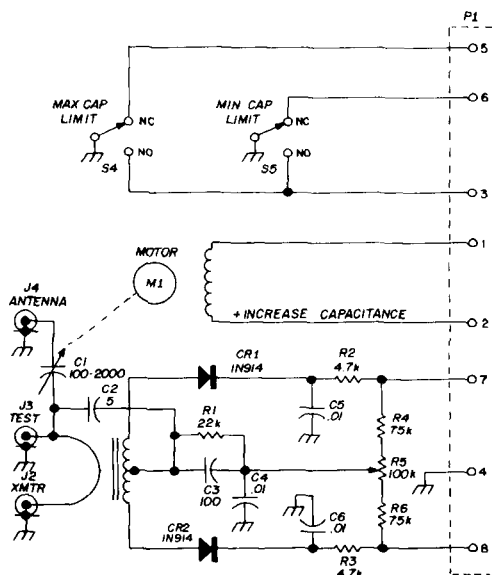 P1
5
6
MAX CAP
LIMIT
NC
NO
S4
MIN CAP
LIMIT
NC
NO
S5
3
1
MOTOR
M1
+ INCREASE CAPACITANCE
2
J4
ANTENNA
C1
100-2000
C2
5
J3
TEST
J2
XMTR
CR1
1N914
R2
4.7k
7
R1
22k
C5
.01
R4
75k
C3
100
C4
.01
R5
100k
4
C6
.01
R6
75k
CR2
1N914
R3
4.7k
8